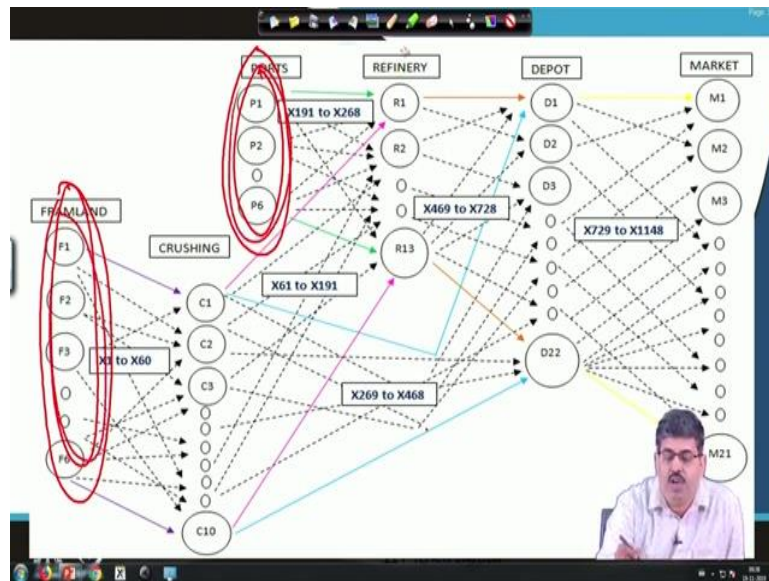 Page
PORTS
REFINERY
DEPOT
MARKET
P1
R1
D1
M1
X191 to X268
P2
R2
D2
M2
P6
D3
M3
FRAMLAND
X469 to X728
X729 to X1148
F1
CRUSHING
R13
X61 to X191
F2
C1
F3
X1 to X60
C2
D22
C3
X269 to X468
F6
M21
C10